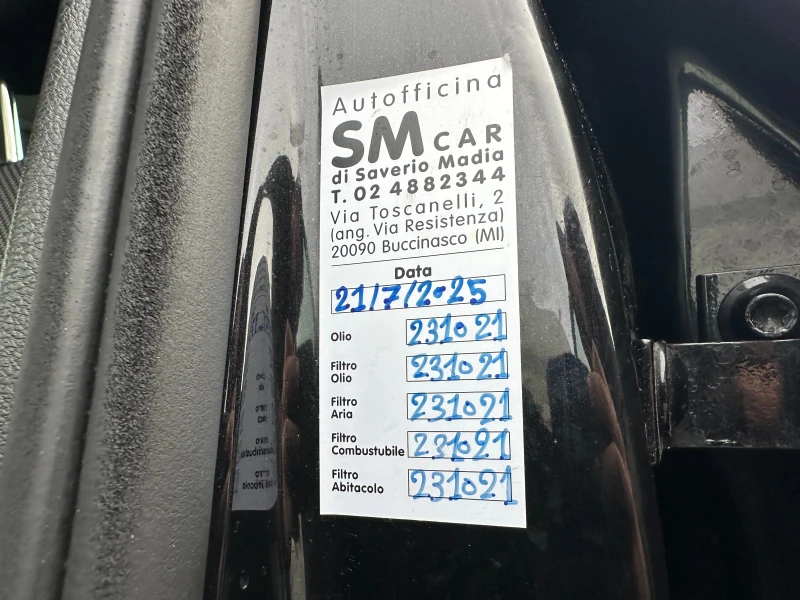 Autofficina
SM CAR
di Saverio Madia
T. 02 4882344
Via Toscanelli, 2
(ang. Via Resistenza)
20090 Buccinasco (MI)
Data
21/7/2025
Olio 231021
Filtro
Olio 231021
Filtro
Aria 231021
Filtro
Combustubile 231021
Filtro
Abitacolo 231021